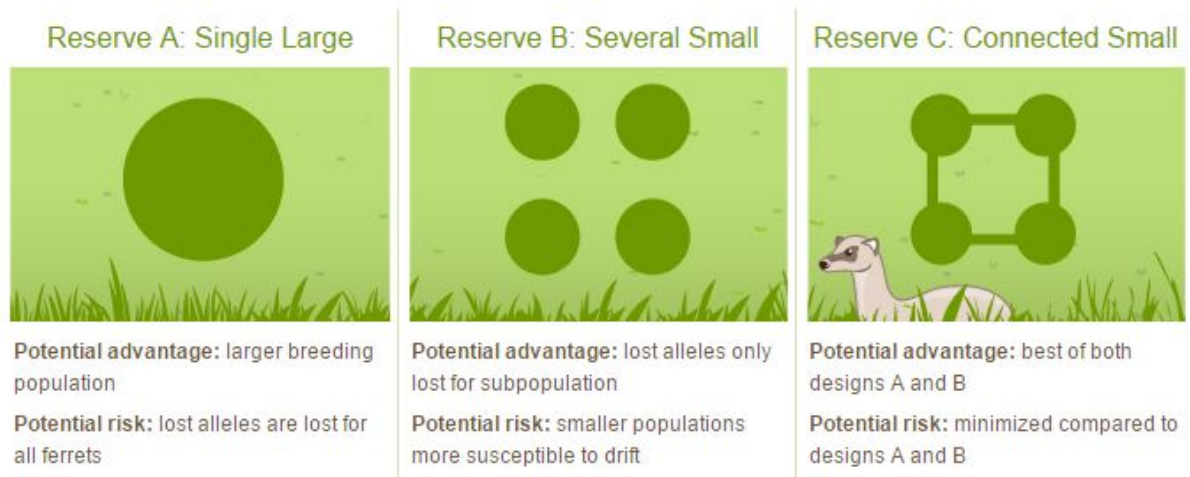 Reserve A: Single Large
Potential advantage: larger breeding
population
Potential risk: lost alleles are lost for
all ferrets
Reserve B: Several Small
Potential advantage: lost alleles only
lost for subpopulation
Potential risk: smaller populations
more susceptible to drift
Reserve C: Connected Small
Potential advantage: best of both
designs A and B
Potential risk: minimized compared to
designs A and B